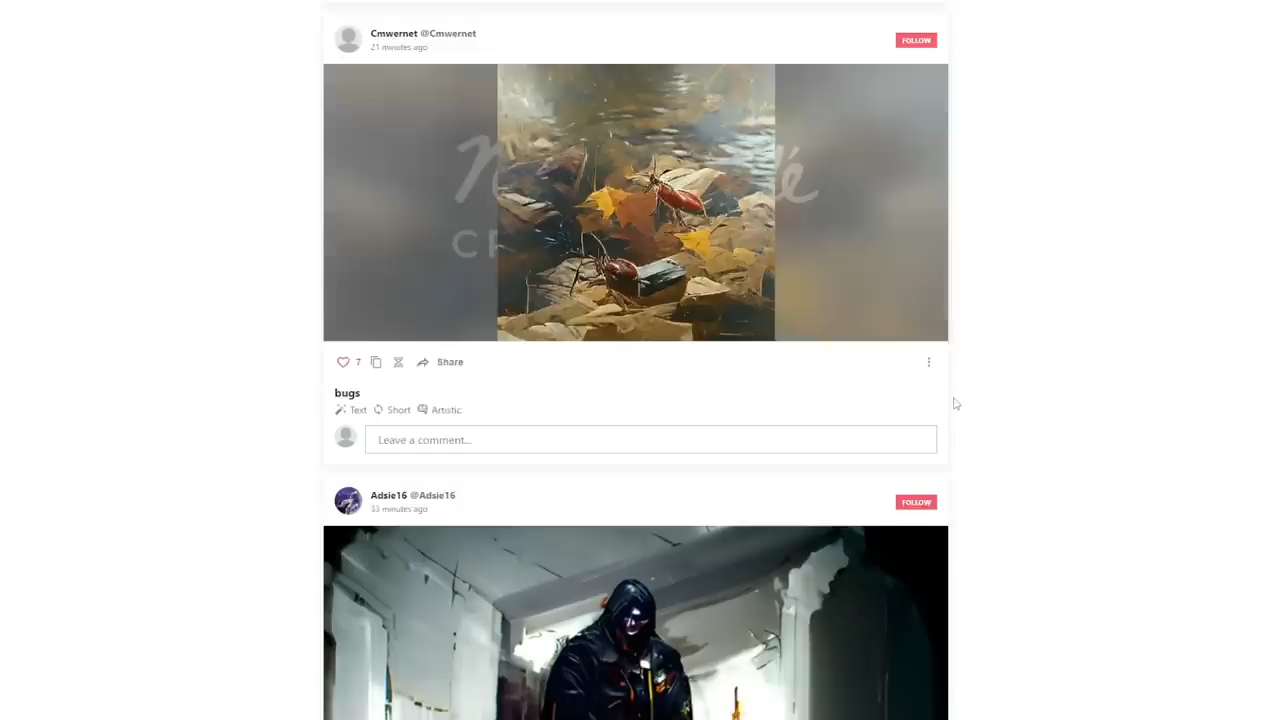 Cmwernet @Cmwernet
21 minutes ago
FOLLOW
7 Share
bugs
Text Short Artistic.
Leave a comment...
Adsie16 @Adsie16
33 minutes ago
FOLLOW